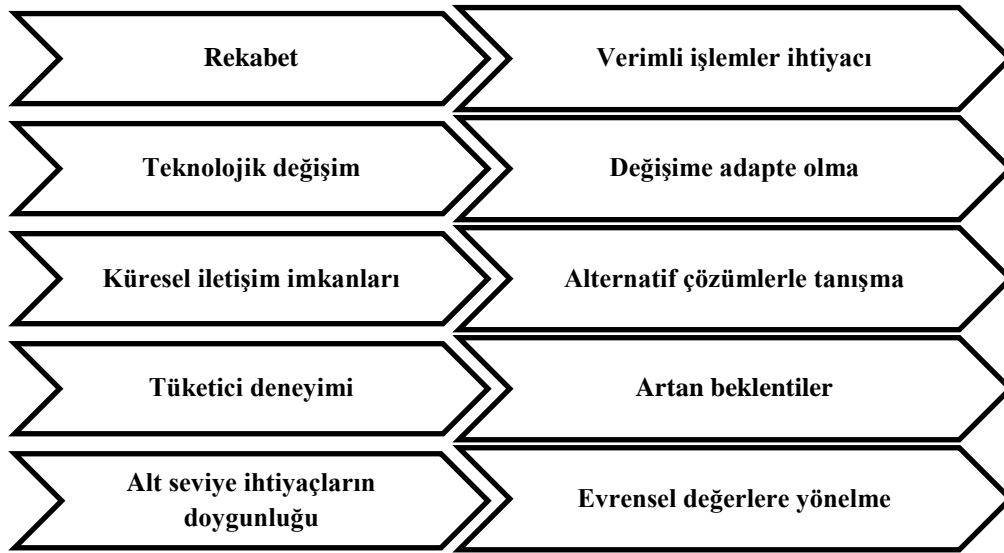 Rekabet
Verimli işlemler ihtiyacı
Teknolojik değişim
Değişime adapte olma
Küresel iletişim imkanları
Alternatif çözümlerle tanışma
Tüketici deneyimi
Artan beklentiler
Alt seviye ihtiyaçların
doygunluğu
Evrensel değerlere yönelme